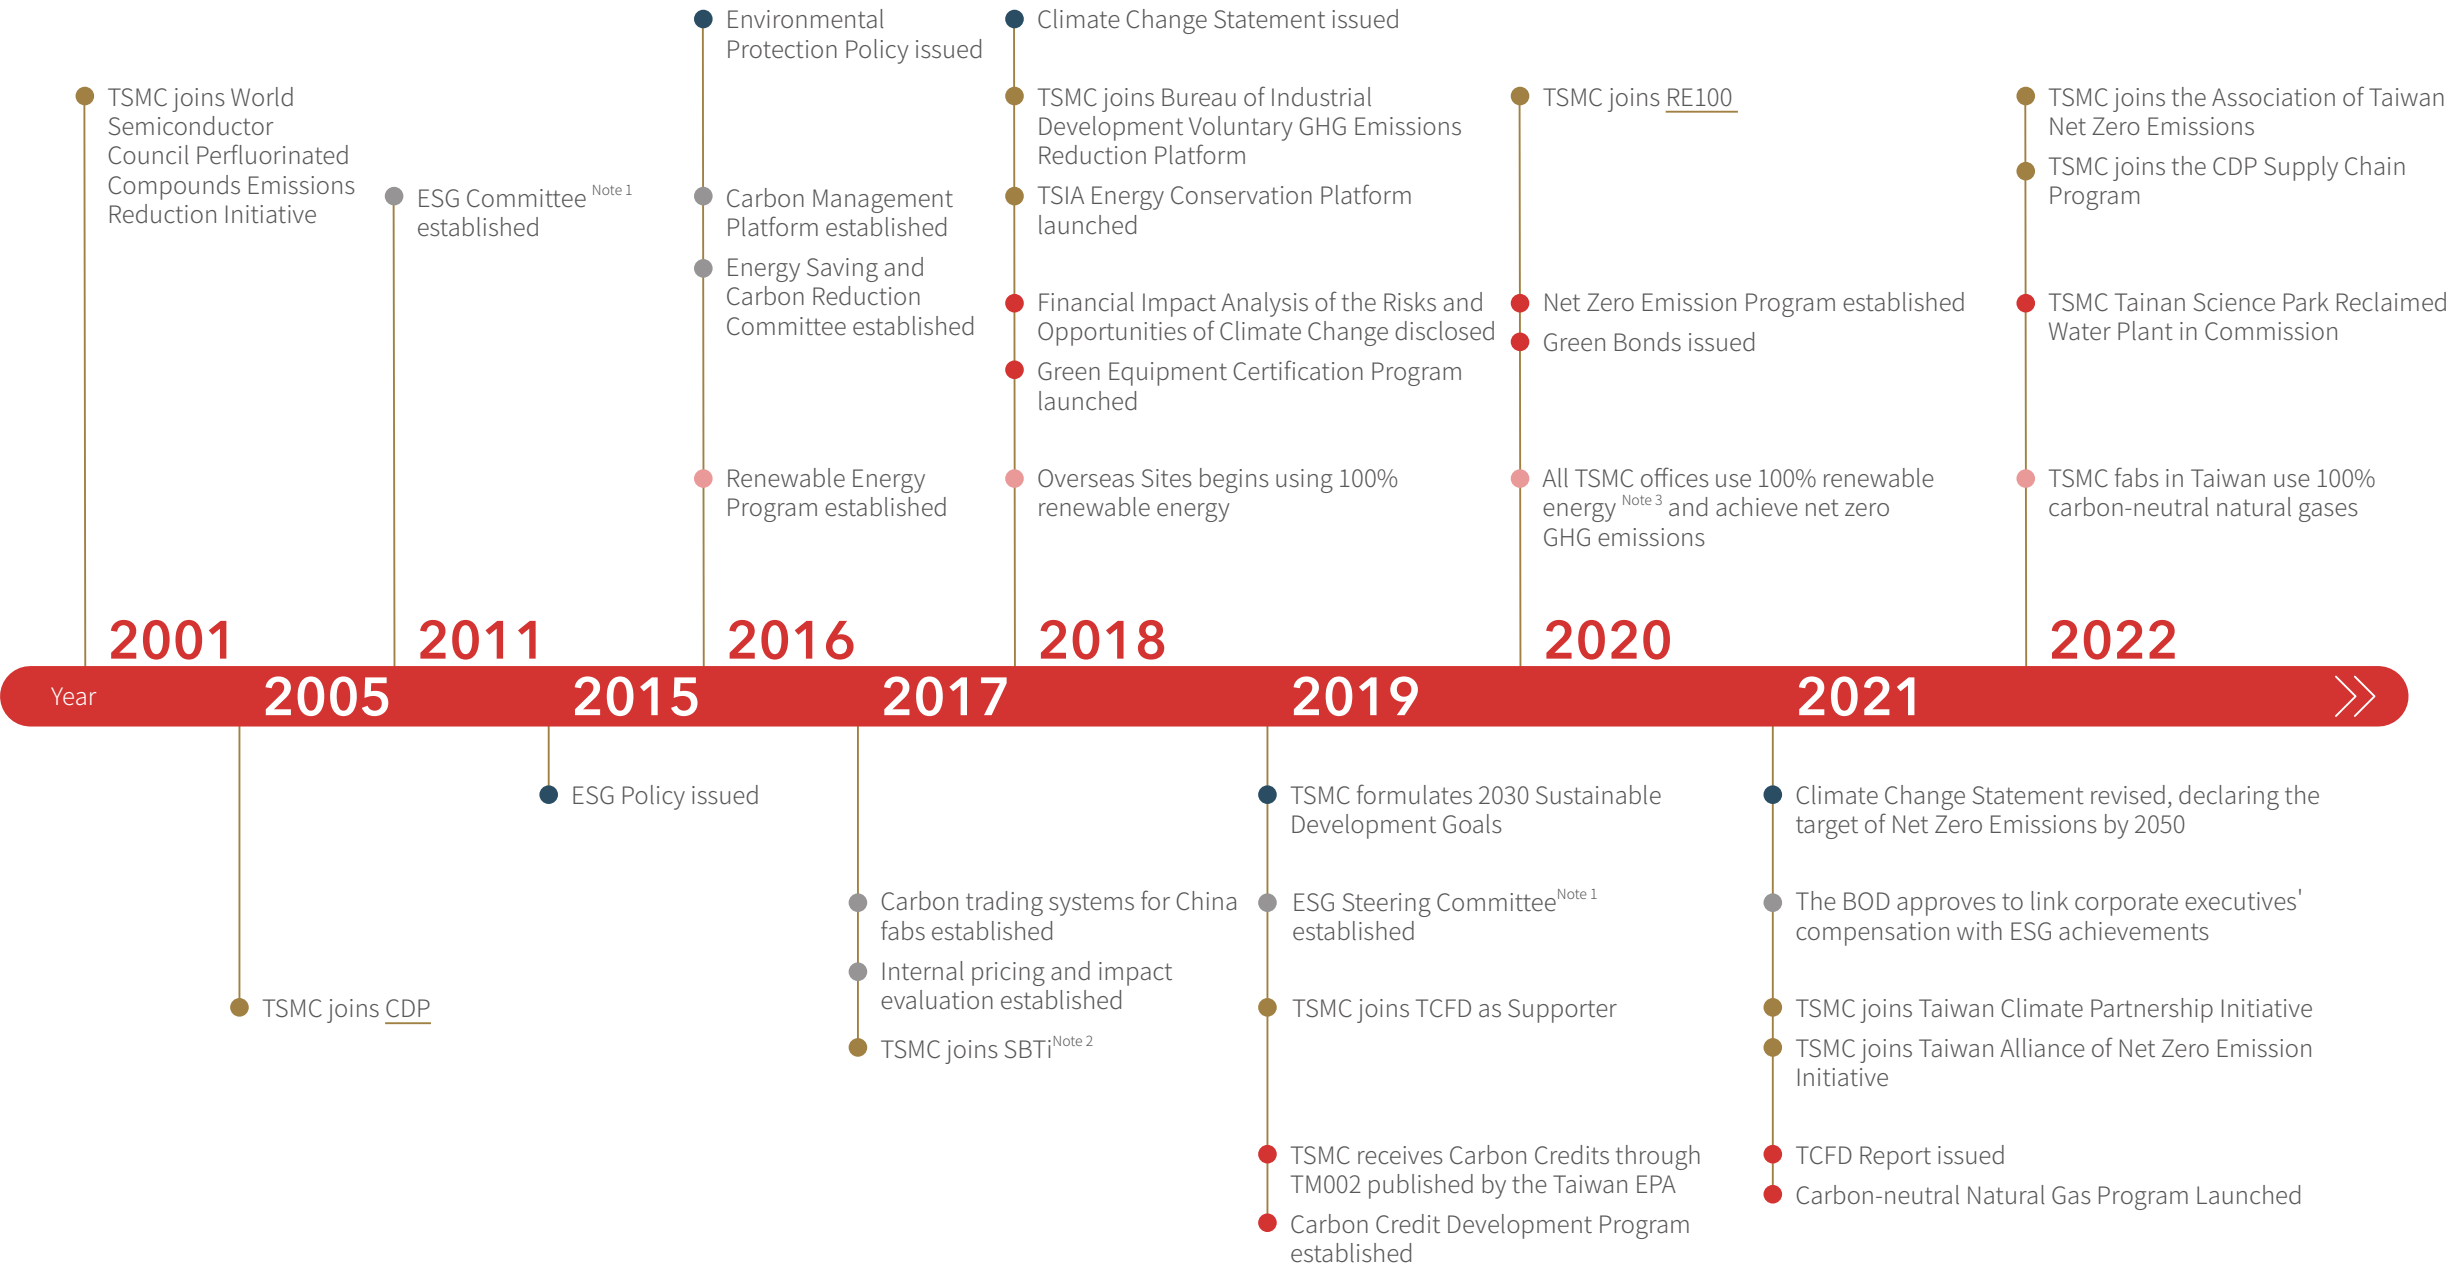 Environmental
Protection Policy issued
Climate Change Statement issued
TSMC joins World
Semiconductor
Council Perfluorinated
Compounds Emissions
Reduction Initiative
ESG Committee Note 1
established
Carbon Management
Platform established
Energy Saving and
Carbon Reduction
Committee established
Renewable Energy
Program established
TSMC joins Bureau of Industrial
Development Voluntary GHG Emissions
Reduction Platform
TSIA Energy Conservation Platform
launched
Financial Impact Analysis of the Risks and
Opportunities of Climate Change disclosed
Green Equipment Certification Program
launched
Overseas Sites begins using 100%
renewable energy
TSMC joins RE100
Net Zero Emission Program established
Green Bonds issued
All TSMC offices use 100% renewable
energy Note 3 and achieve net zero
GHG emissions
TSMC joins the Association of Taiwan
Net Zero Emissions
TSMC joins the CDP Supply Chain
Program
TSMC Tainan Science Park Reclaimed
Water Plant in Commission
TSMC fabs in Taiwan use 100%
carbon-neutral natural gases
2001
2011
2016
2018
2020
2022
Year
2005
2015
2017
2019
2021
TSMC joins CDP
ESG Policy issued
Carbon trading systems for China
fabs established
Internal pricing and impact
evaluation established
TSMC joins SBTi Note 2
TSMC formulates 2030 Sustainable
Development Goals
ESG Steering Committee Note 1
established
TSMC joins TCFD as Supporter
TSMC receives Carbon Credits through
TM002 published by the Taiwan EPA
Carbon Credit Development Program
established
Climate Change Statement revised, declaring the
target of Net Zero Emissions by 2050
The BOD approves to link corporate executives'
compensation with ESG achievements
TSMC joins Taiwan Climate Partnership Initiative
TSMC joins Taiwan Alliance of Net Zero Emission
Initiative
TCFD Report issued
Carbon-neutral Natural Gas Program Launched